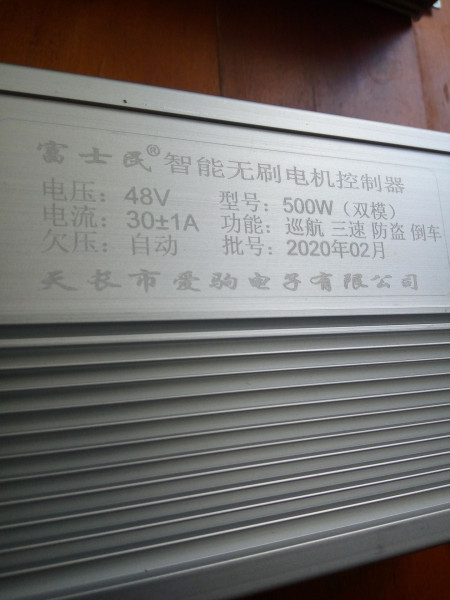 富士民® 智能无刷电机控制器
电压：48V 型号：500W（双模）
电流：30±1A 功能：巡航 三速 防盗 倒车
欠压：自动 批号：2020年02月
天长市爱驹电子有限公司